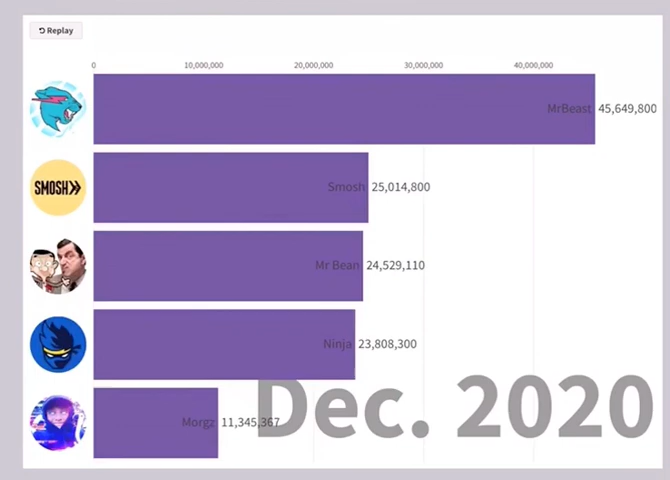 Replay
0 10,000,000 20,000,000 30,000,000 40,000,000
MrBeast 45,649,800
SMOSH
Smosh 25,014,800
Mr Bean 24,529,110
Ninja 23,808,300
Morgz 11,345,367
Dec. 2020